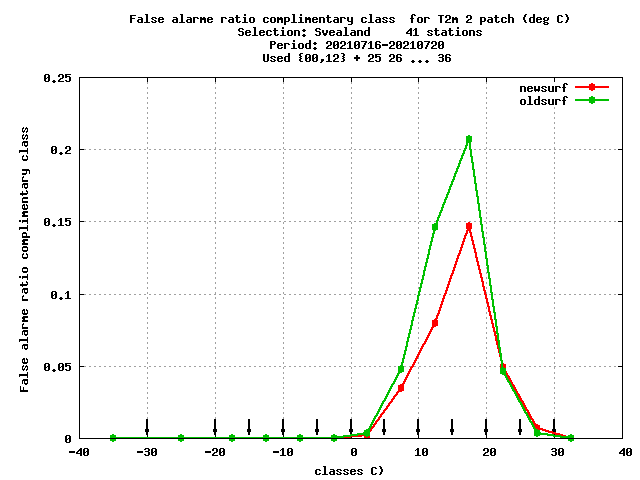 False alarme ratio complimentary class  for T2m 2 patch (deg C)
Selection: Svealand     41 stations
Period: 20210716-20210720
Used {00,12} + 25 26 ... 36
newsurf
oldsurf
False alarme ratio complimentary class
0.25
0.2
0.15
0.1
0.05
0
-40 -30 -20 -10 0 10 20 30 40
classes C)